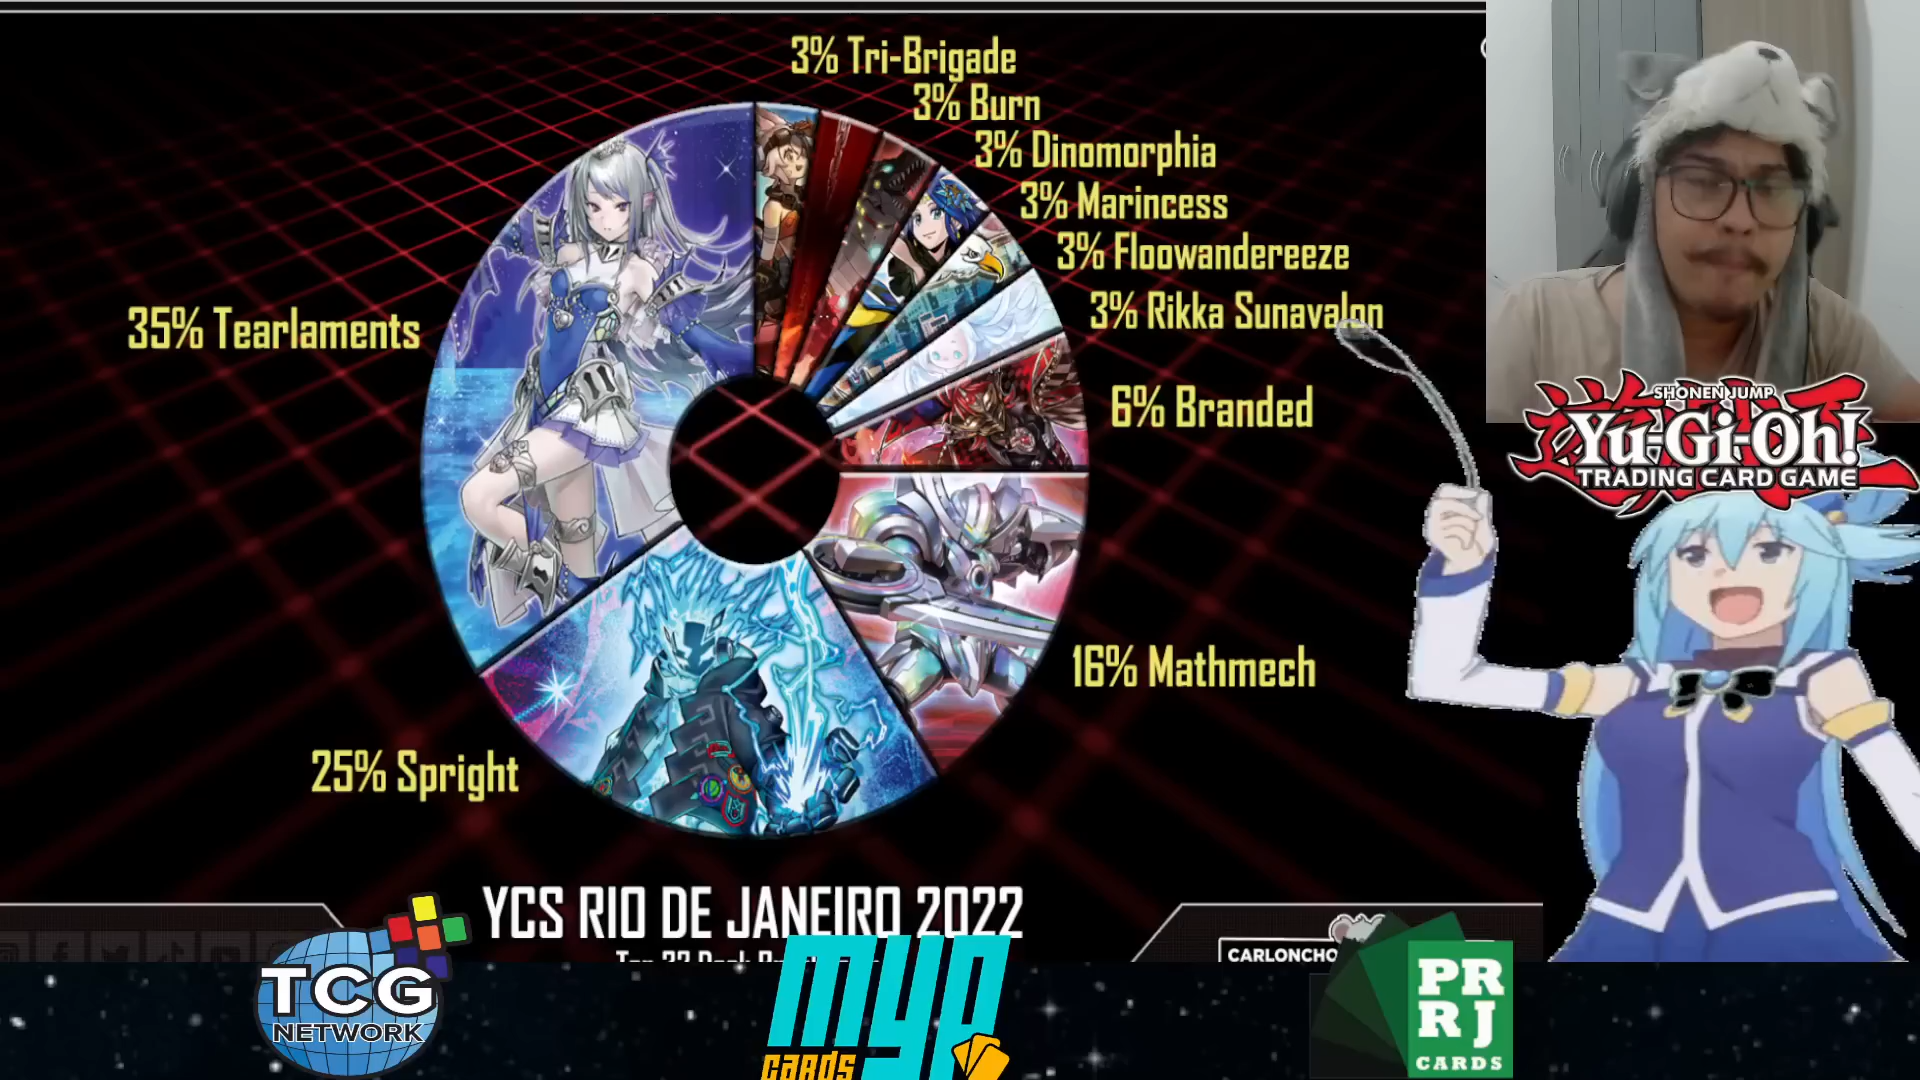 3% Tri-Brigade
3% Burn
3% Dinomorphia
3% Marincess
3% Floowandereeze
3% Rikka Sunavalon
35% Tearlaments
6% Branded
16% Mathmech
25% Spright
SHONEN JUMP
Yu-Gi-Oh!
TRADING CARD GAME
YCS RIO DE JANEIRO 2022
CARLONCHO
TCG
NETWORK
myp
cards
PR
RJ
CARDS